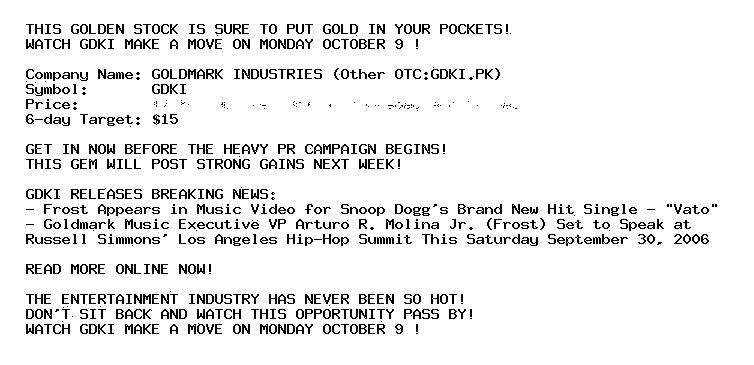 THIS GOLDEN STOCK IS SURE TO PUT GOLD IN YOUR POCKETS!
WATCH GDKI MAKE A MOVE ON MONDAY OCTOBER 9 !
Company Name: GOLDMARK INDUSTRIES (Other OTC:GDKI.PK)
Symbol: GDKI
Price:
6-day Target: $15
GET IN NOW BEFORE THE HEAVY PR CAMPAIGN BEGINS!
THIS GEM WILL POST STRONG GAINS NEXT WEEK!
GDKI RELEASES BREAKING NEWS:
- Frost Appears in Music Video for Snoop Dogg's Brand New Hit Single - "Vato"
- Goldmark Music Executive VP Arturo R. Molina Jr. (Frost) Set to Speak at
Russell Simmons' Los Angeles Hip-Hop Summit This Saturday September 30, 2006
READ MORE ONLINE NOW!
THE ENTERTAINMENT INDUSTRY HAS NEVER BEEN SO HOT!
DON'T SIT BACK AND WATCH THIS OPPORTUNITY PASS BY!
WATCH GDKI MAKE A MOVE ON MONDAY OCTOBER 9 !